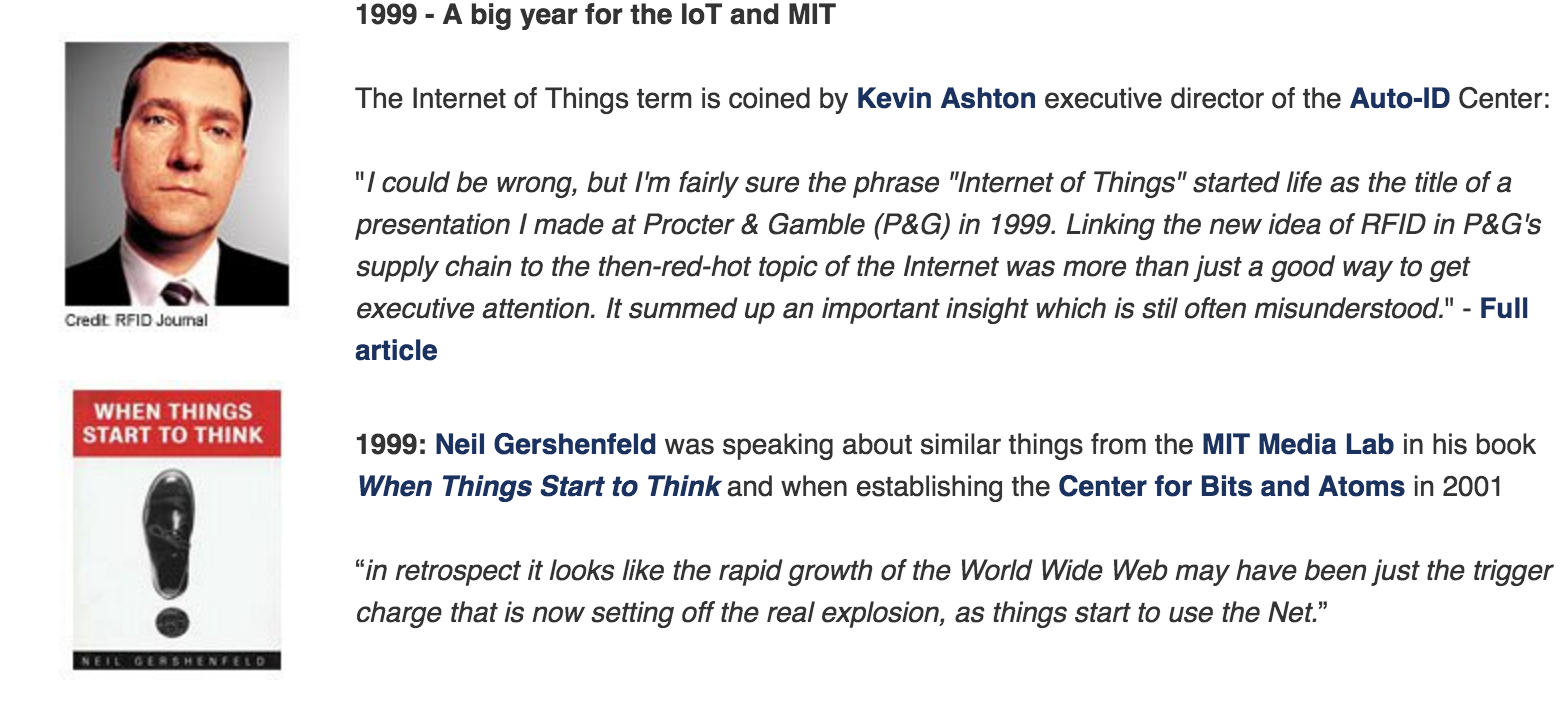 1999 - A big year for the IoT and MIT
The Internet of Things term is coined by Kevin Ashton executive director of the Auto-ID Center:
"I could be wrong, but I'm fairly sure the phrase "Internet of Things" started life as the title of a
presentation I made at Procter & Gamble (P&G) in 1999. Linking the new idea of RFID in P&G's
supply chain to the then-red-hot topic of the Internet was more than just a good way to get
executive attention. It summed up an important insight which is stil often misunderstood." - Full
article
Credit: RFID Journal
WHEN THINGS
START TO THINK
NEIL GERSHENFELD
1999: Neil Gershenfeld was speaking about similar things from the MIT Media Lab in his book
When Things Start to Think and when establishing the Center for Bits and Atoms in 2001
“in retrospect it looks like the rapid growth of the World Wide Web may have been just the trigger
charge that is now setting off the real explosion, as things start to use the Net.”